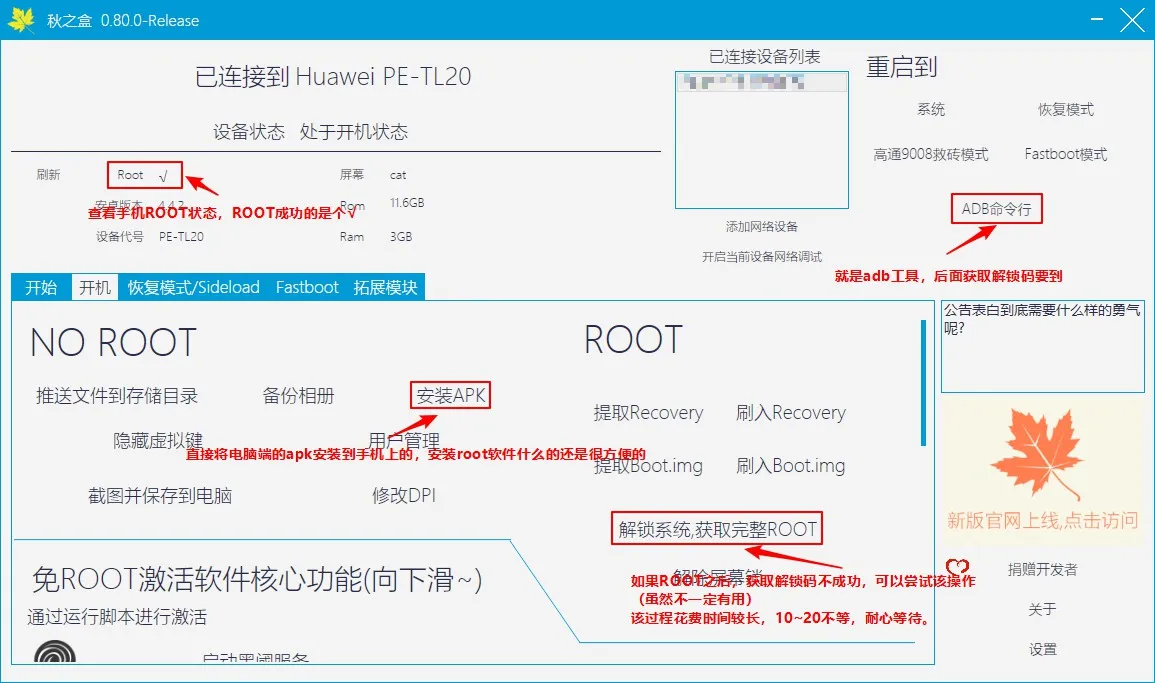 秋之盒 0.80.0-Release
已连接到 Huawei PE-TL20
设备状态 处于开机状态
刷新
Root √
屏幕 cat
安卓版本 4.4.2
Rom 11.6GB
查看手机ROOT状态，ROOT成功的是个√
设备代号 PE-TL20
Ram 3GB
已连接设备列表
添加网络设备
开启当前设备网络调试
重启到
系统 恢复模式
高通9008救砖模式 Fastboot模式
ADB命令行
就是adb工具，后面获取解锁码要到
开始 开机 恢复模式/Sideload Fastboot 拓展模块
NO ROOT
推送文件到存储目录 备份相册 安装APK
隐藏虚拟键 用户管理
直接将电脑端的apk安装到手机上的，安装root软件什么的还是很方便的
截图并保存到电脑 修改DPI
ROOT
提取Recovery 刷入Recovery
提取Boot.img 刷入Boot.img
解锁系统,获取完整ROOT
解除屏幕锁
如果ROOT之后，获取解锁码不成功，可以尝试该操作
（虽然不一定有用）
该过程花费时间较长，10~20不等，耐心等待。
免ROOT激活软件核心功能(向下滑~)
通过运行脚本进行激活
启动黑阈服务
公告表白到底需要什么样的勇气
呢?
新版官网上线,点击访问
捐赠开发者
关于
设置